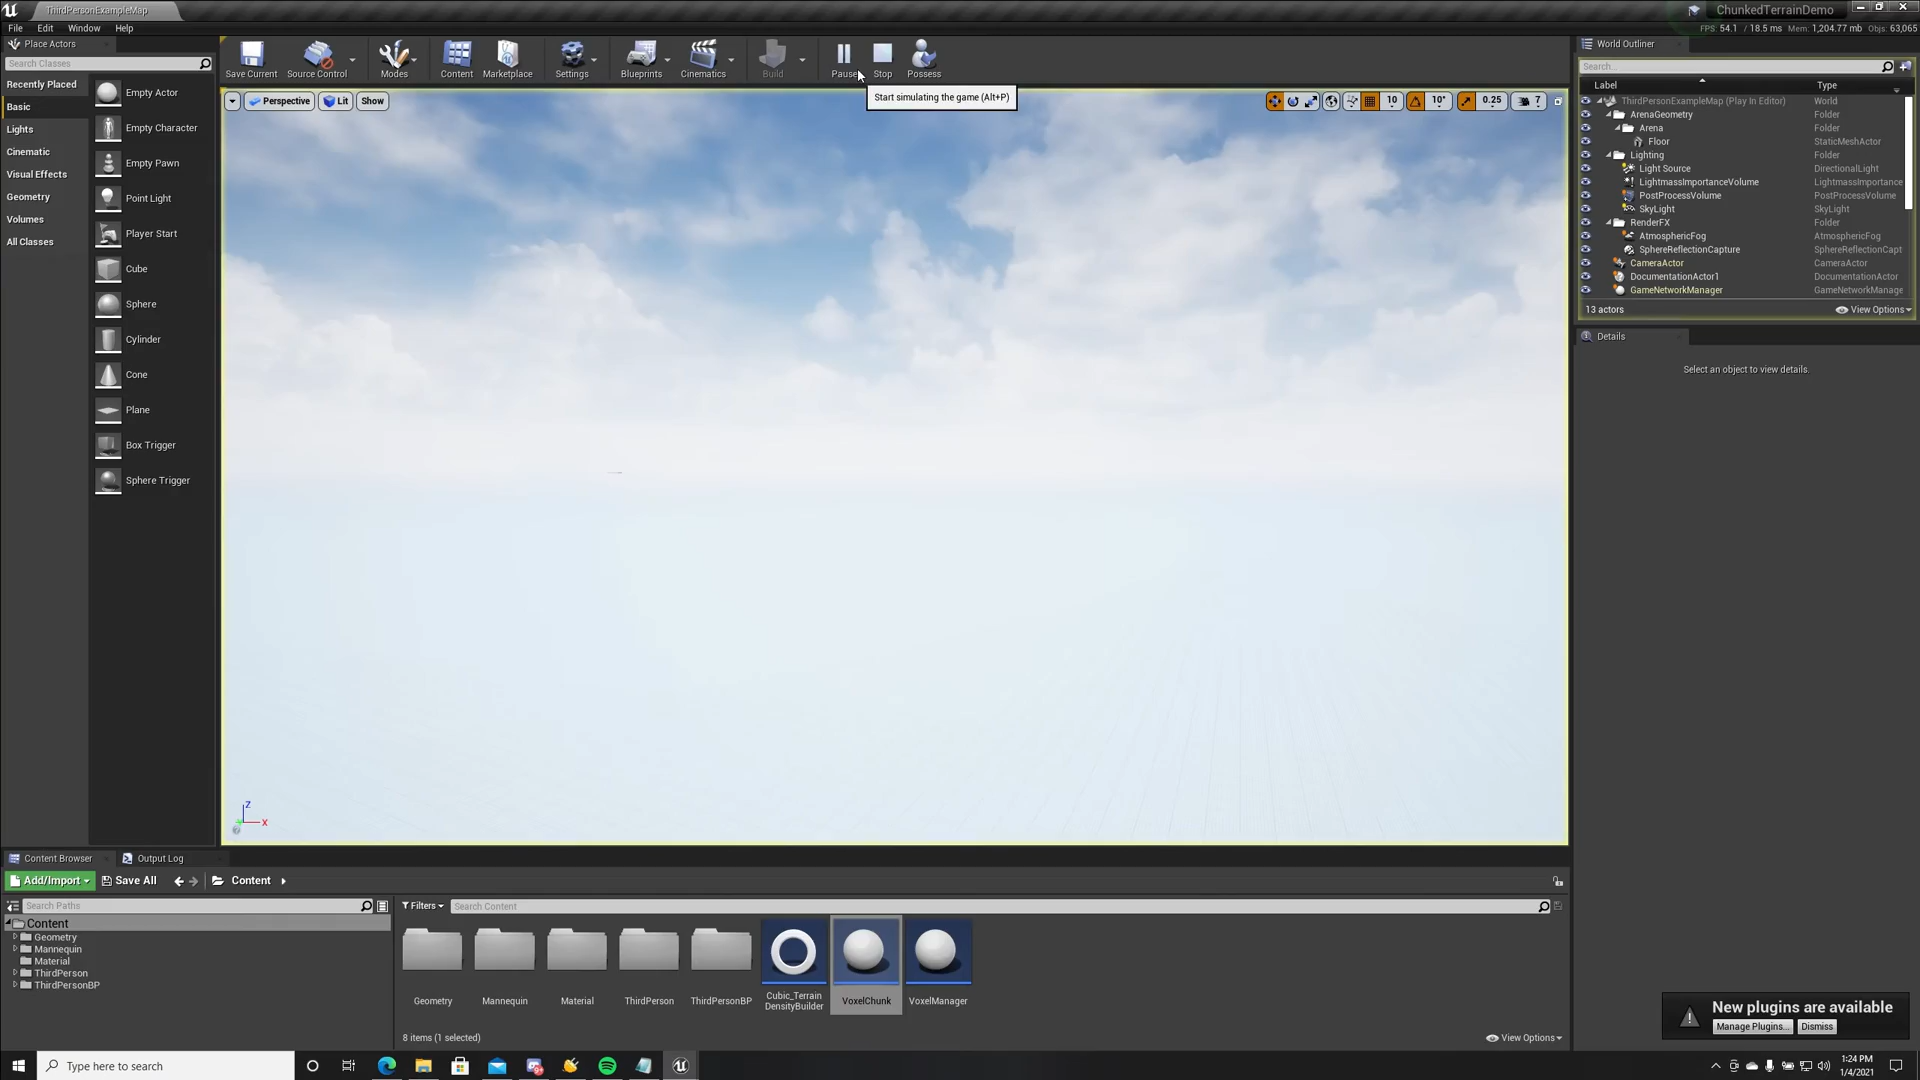 ThirdPersonExampleMap
ChunkedTerrainDemo
File Edit Window Help
FPS: 54.1 / 18.5 ms Mem: 1,204.77 mb Objs: 63,065
Place Actors
Search Classes
Recently Placed
Basic
Lights
Cinematic
Visual Effects
Geometry
Volumes
All Classes
Empty Actor
Empty Character
Empty Pawn
Point Light
Player Start
Cube
Sphere
Cylinder
Cone
Plane
Box Trigger
Sphere Trigger
Save Current Source Control Modes Content Marketplace Settings Blueprints Cinematics Build Pause Stop Possess
Start simulating the game (Alt+P)
Perspective Lit Show
10 10° 0.25 7
Z
X
World Outliner
Search...
Label Type
ThirdPersonExampleMap (Play In Editor) World
ArenaGeometry Folder
Arena Folder
Floor StaticMeshActor
Lighting Folder
Light Source DirectionalLight
LightmassImportanceVolume LightmassImportance
PostProcessVolume PostProcessVolume
SkyLight SkyLight
RenderFX Folder
AtmosphericFog AtmosphericFog
SphereReflectionCapture SphereReflectionCapt
CameraActor CameraActor
DocumentationActor1 DocumentationActor
GameNetworkManager GameNetworkManage
13 actors View Options
Details
Select an object to view details.
Content Browser Output Log
Add/Import Save All Content
Search Paths
Content
Geometry
Mannequin
Material
ThirdPerson
ThirdPersonBP
Filters Search Content
Geometry Mannequin Material ThirdPerson ThirdPersonBP Cubic_Terrain DensityBuilder VoxelChunk VoxelManager
8 items (1 selected) View Options
New plugins are available
Manage Plugins... Dismiss
Type here to search
1:24 PM
1/4/2021